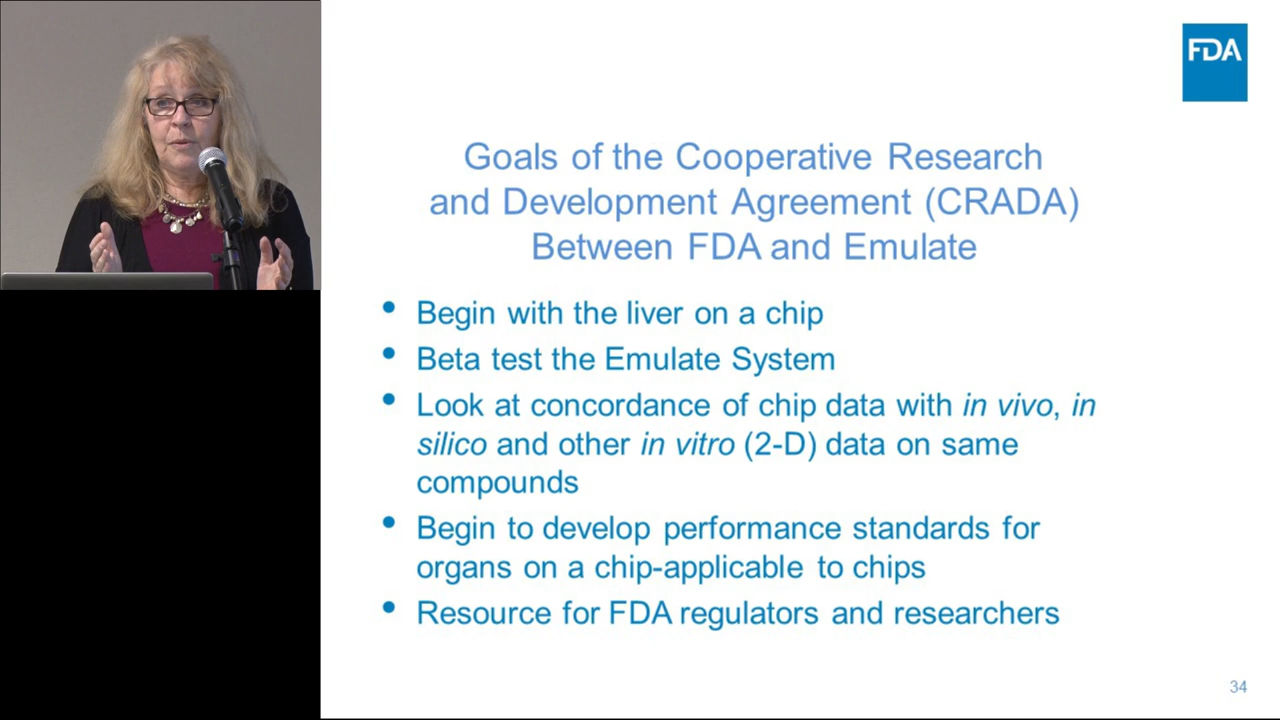 FDA
Goals of the Cooperative Research
and Development Agreement (CRADA)
Between FDA and Emulate
• Begin with the liver on a chip
• Beta test the Emulate System
• Look at concordance of chip data with in vivo, in
silico and other in vitro (2-D) data on same
compounds
• Begin to develop performance standards for
organs on a chip-applicable to chips
• Resource for FDA regulators and researchers
34